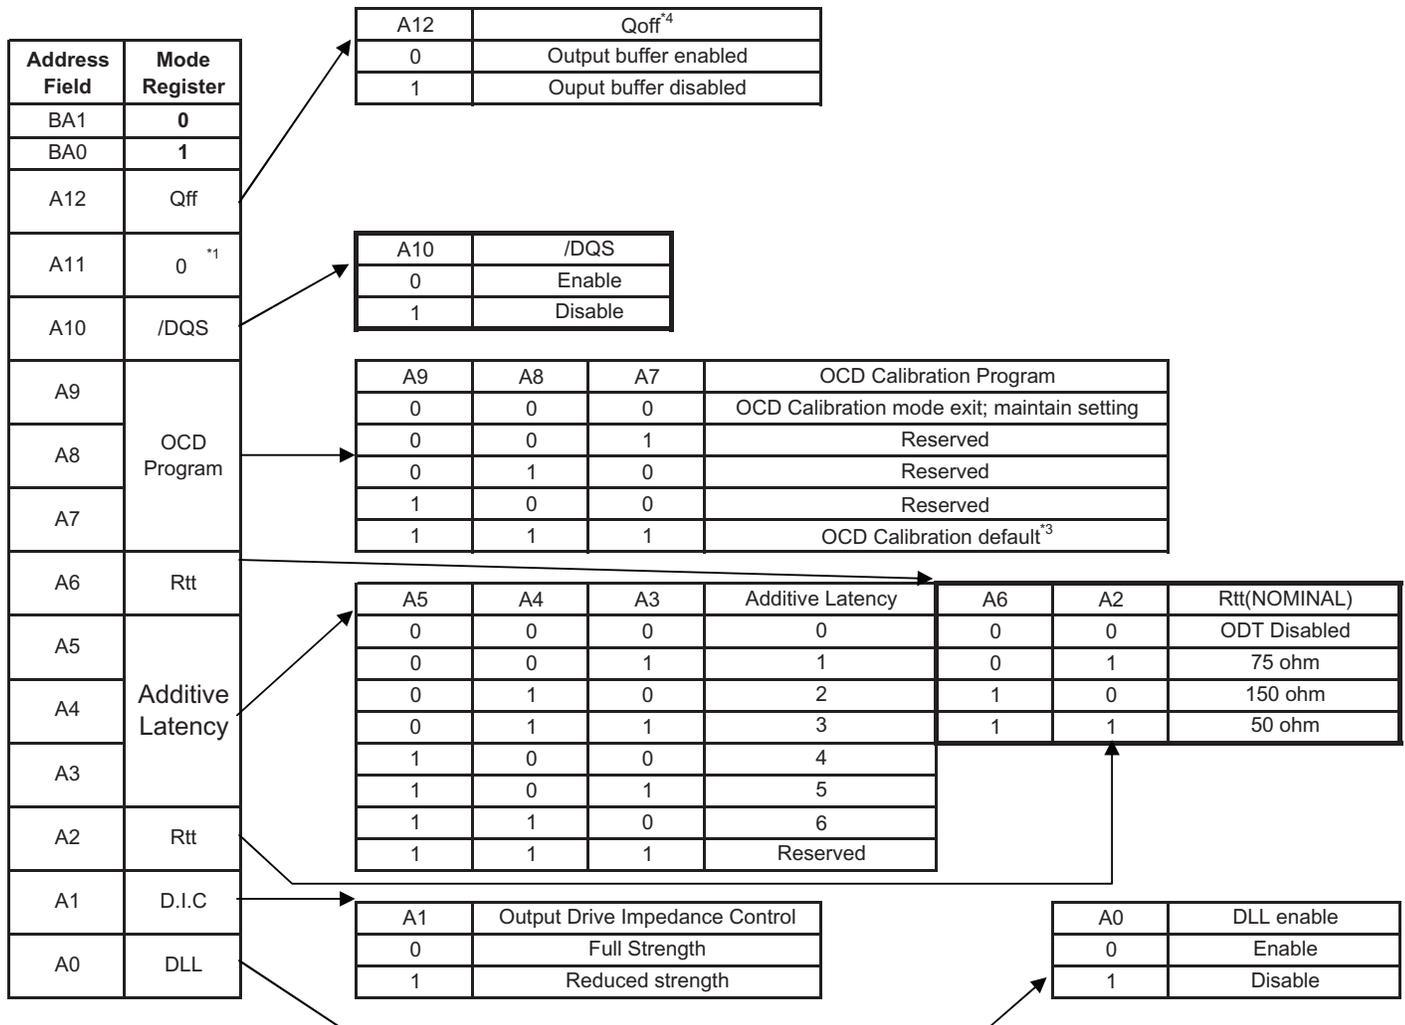 Address Field	Mode Register
BA1	0
BA0	1
A12	Qff
A11	0 *1
A10	/DQS
A9	OCD Program
A8
A7
A6	Rtt
A5	Additive Latency
A4
A3
A2	Rtt
A1	D.I.C
A0	DLL
A12	Qoff*4
0	Output buffer enabled
1	Ouput buffer disabled
A10	/DQS
0	Enable
1	Disable
A9	A8	A7	OCD Calibration Program
0	0	0	OCD Calibration mode exit; maintain setting
0	0	1	Reserved
0	1	0	Reserved
1	0	0	Reserved
1	1	1	OCD Calibration default*3
A5	A4	A3	Additive Latency
0	0	0	0
0	0	1	1
0	1	0	2
0	1	1	3
1	0	0	4
1	0	1	5
1	1	0	6
1	1	1	Reserved
A6	A2	Rtt(NOMINAL)
0	0	ODT Disabled
0	1	75 ohm
1	0	150 ohm
1	1	50 ohm
A1	Output Drive Impedance Control
0	Full Strength
1	Reduced strength
A0	DLL enable
0	Enable
1	Disable